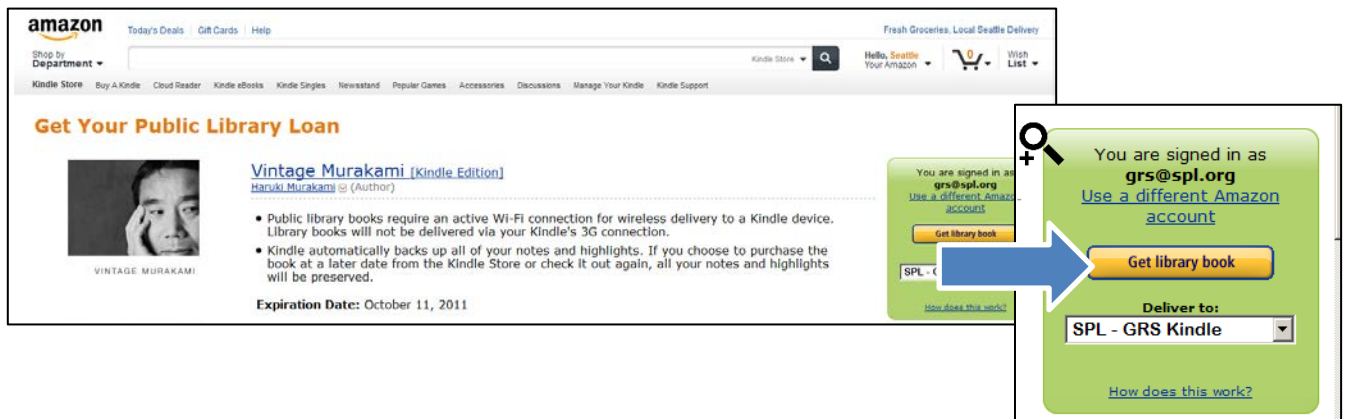 amazon
Today's Deals Gift Cards Help
Fresh Groceries, Local Seattle Delivery
Shop by
Department
Kindle Store
Hello, Seattle
Your Amazon
0
Wish
List
Kindle Store Buy A Kindle Cloud Reader Kindle eBooks Kindle Singles Newsstand Popular Games Accessories Discussions Manage Your Kindle Kindle Support
Get Your Public Library Loan
VINTAGE MURAKAMI
Vintage Murakami [Kindle Edition]
Haruki Murakami (Author)
• Public library books require an active Wi-Fi connection for wireless delivery to a Kindle device.
Library books will not be delivered via your Kindle's 3G connection.
• Kindle automatically backs up all of your notes and highlights. If you choose to purchase the
book at a later date from the Kindle Store or check it out again, all your notes and highlights
will be preserved.
Expiration Date: October 11, 2011
You are signed in as
grs@spl.org
Use a different Amazon
account
Get library book
SPL - G
How does this work?
You are signed in as
grs@spl.org
Use a different Amazon
account
Get library book
Deliver to:
SPL - GRS Kindle
How does this work?